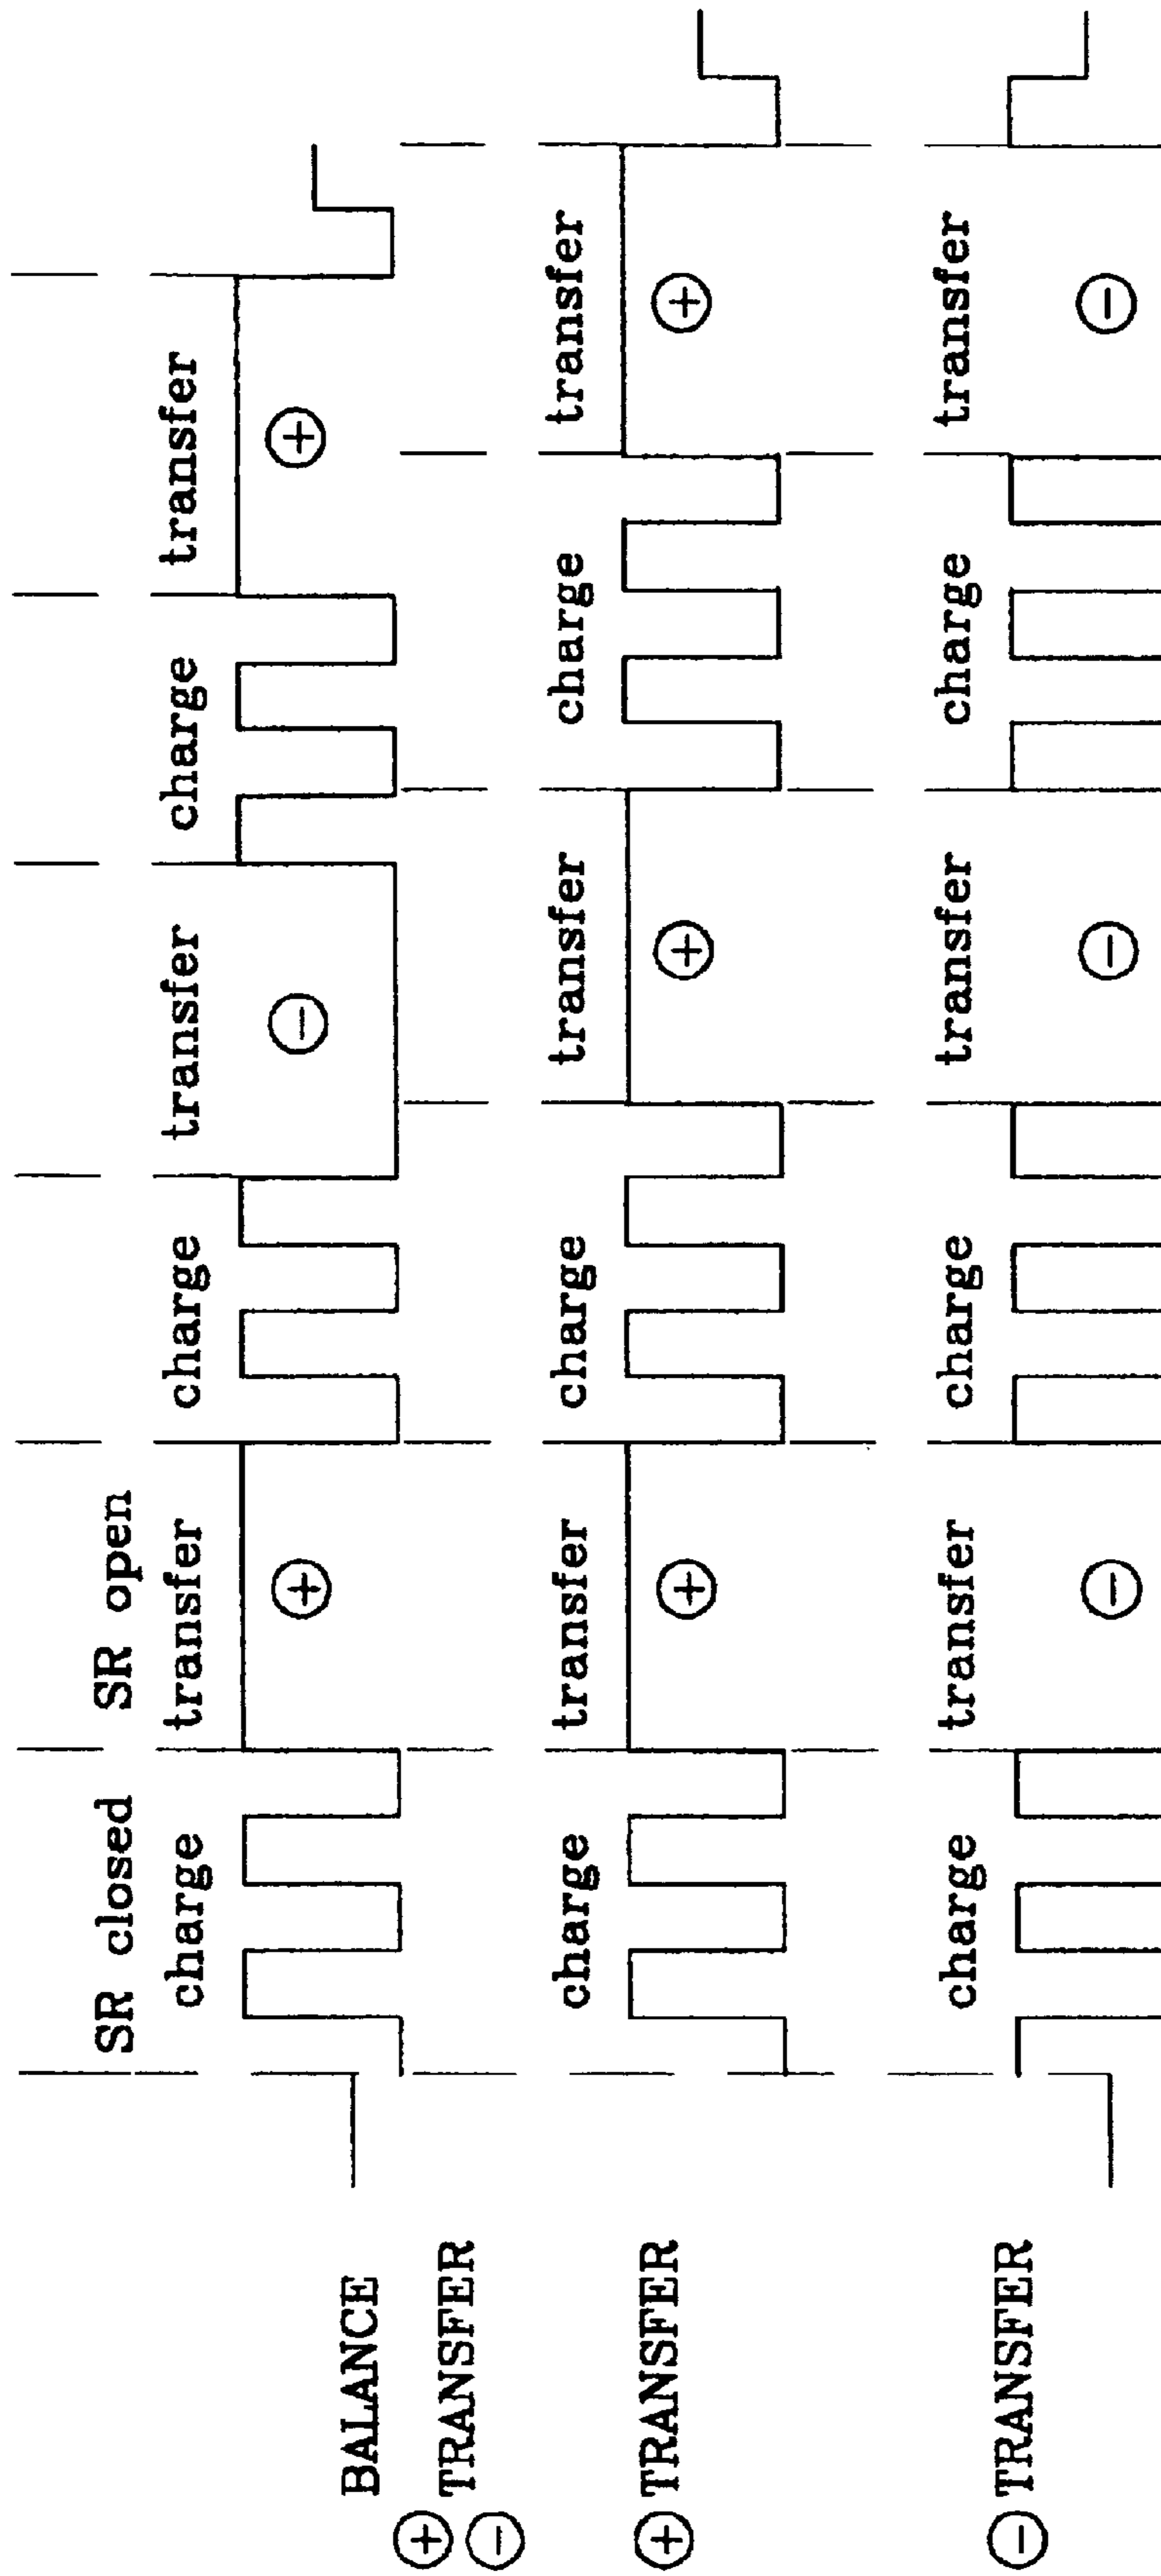 SR closed SR open
charge transfer charge transfer charge transfer
⊕ ⊖ ⊕
BALANCE
⊕
⊖ TRANSFER
charge transfer charge transfer charge transfer
⊕ TRANSFER ⊕ ⊕ ⊕
charge transfer charge transfer charge transfer
⊖ TRANSFER
⊖ ⊖ ⊖